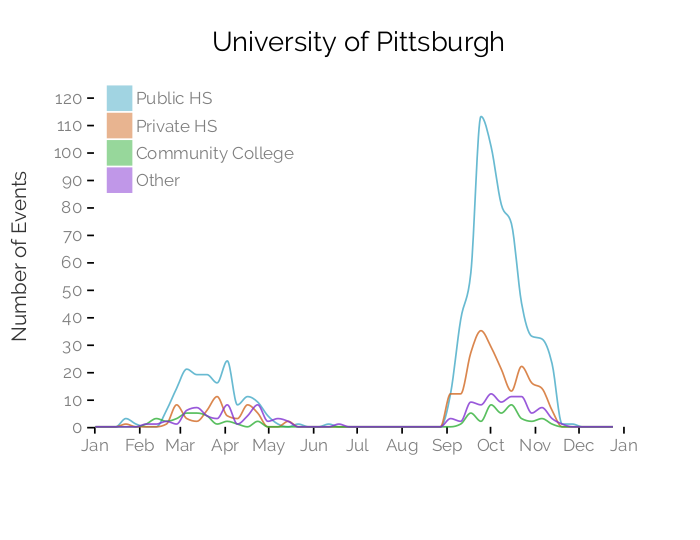 University of Pittsburgh
Number of Events
120
110
100
90
80
70
60
50
40
30
20
10
0
Public HS
Private HS
Community College
Other
Jan Feb Mar Apr May Jun Jul Aug Sep Oct Nov Dec Jan